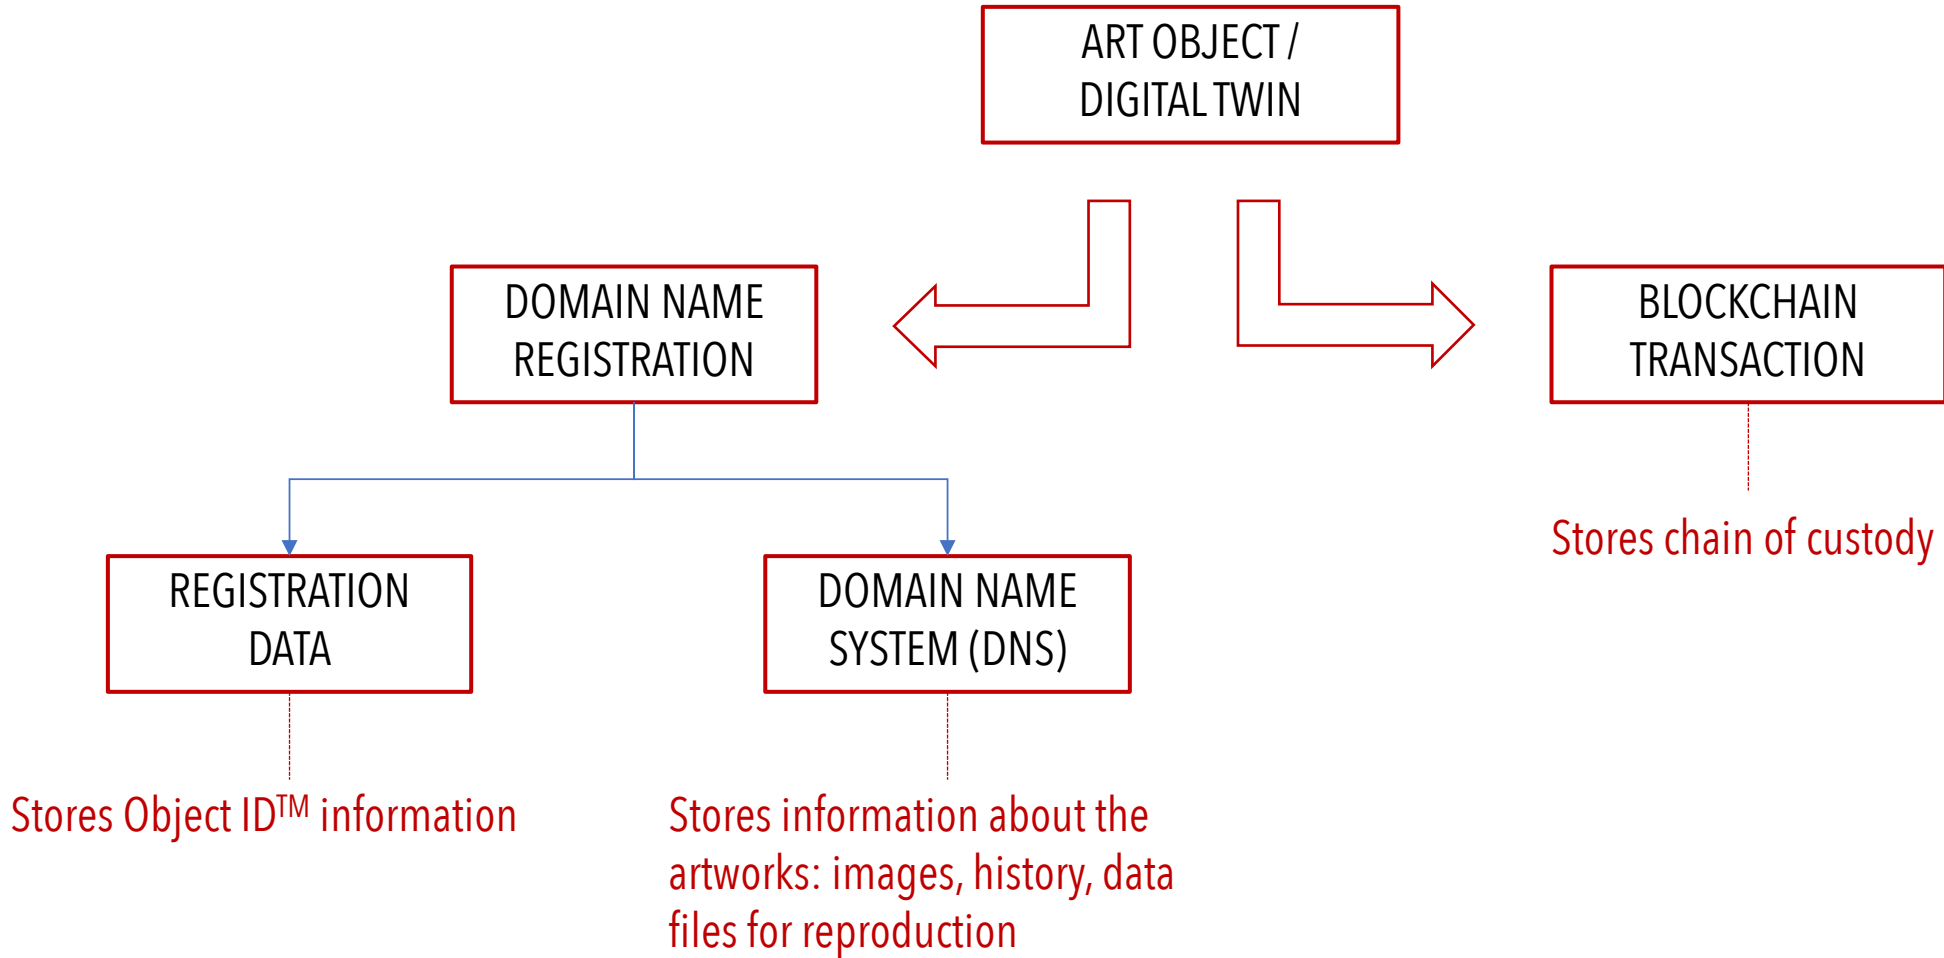 ART OBJECT /
DIGITAL TWIN
DOMAIN NAME
REGISTRATION
BLOCKCHAIN
TRANSACTION
Stores chain of custody
REGISTRATION
DATA
DOMAIN NAME
SYSTEM (DNS)
Stores Object ID™ information
Stores information about the
artworks: images, history, data
files for reproduction